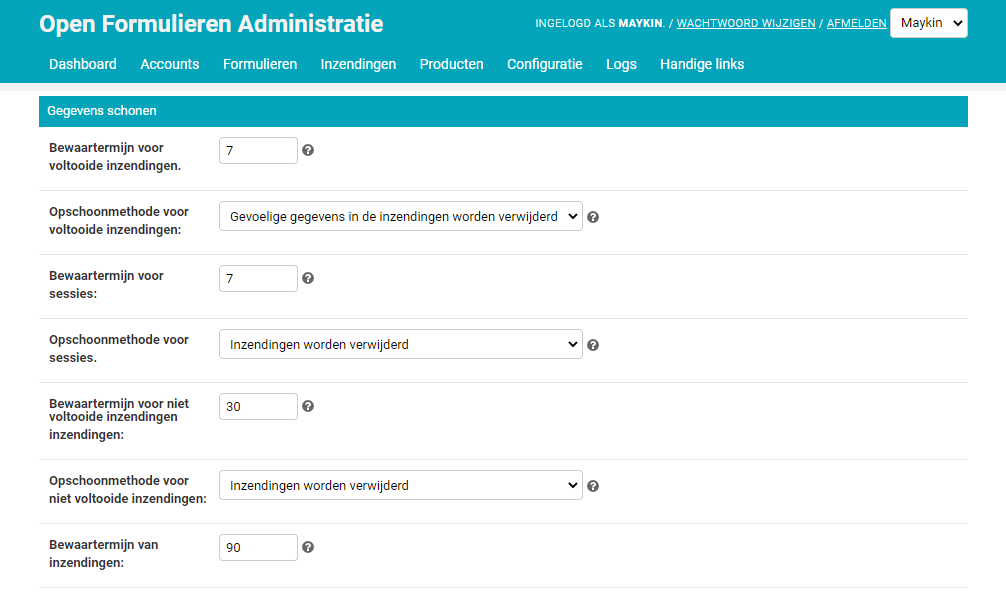 Open Formulieren Administratie
INGELOGD ALS MAYKIN. / WACHTWOORD WIJZIGEN / AFMELDEN Maykin
Dashboard Accounts Formulieren Inzendingen Producten Configuratie Logs Handige links
Gegevens schonen
Bewaartermijn voor
voltooide inzendingen.
7
Opschoonmethode voor
voltooide inzendingen:
Gevoelige gegevens in de inzendingen worden verwijderd
Bewaartermijn voor
sessies:
7
Opschoonmethode voor
sessies.
Inzendingen worden verwijderd
Bewaartermijn voor niet
voltooide inzendingen
inzendingen:
30
Opschoonmethode voor
niet voltooide inzendingen:
Inzendingen worden verwijderd
Bewaartermijn van
inzendingen:
90